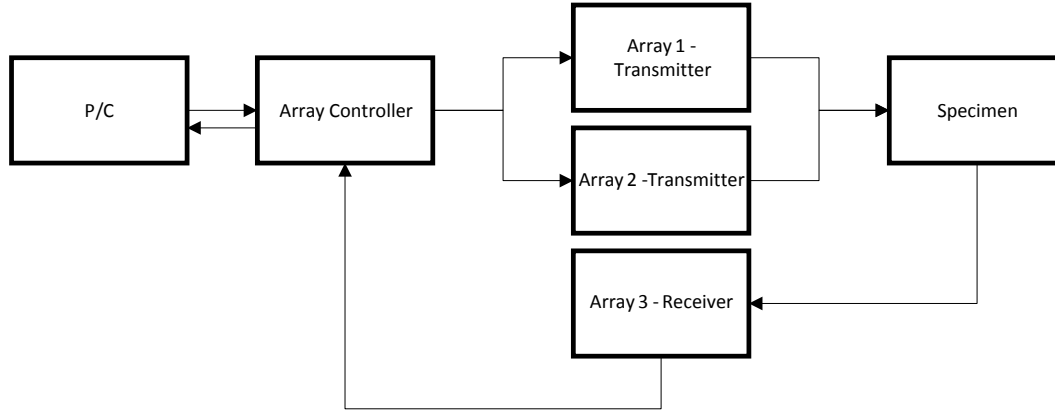 P/C
Array Controller
Array 1 -
Transmitter
Array 2 -Transmitter
Array 3 - Receiver
Specimen